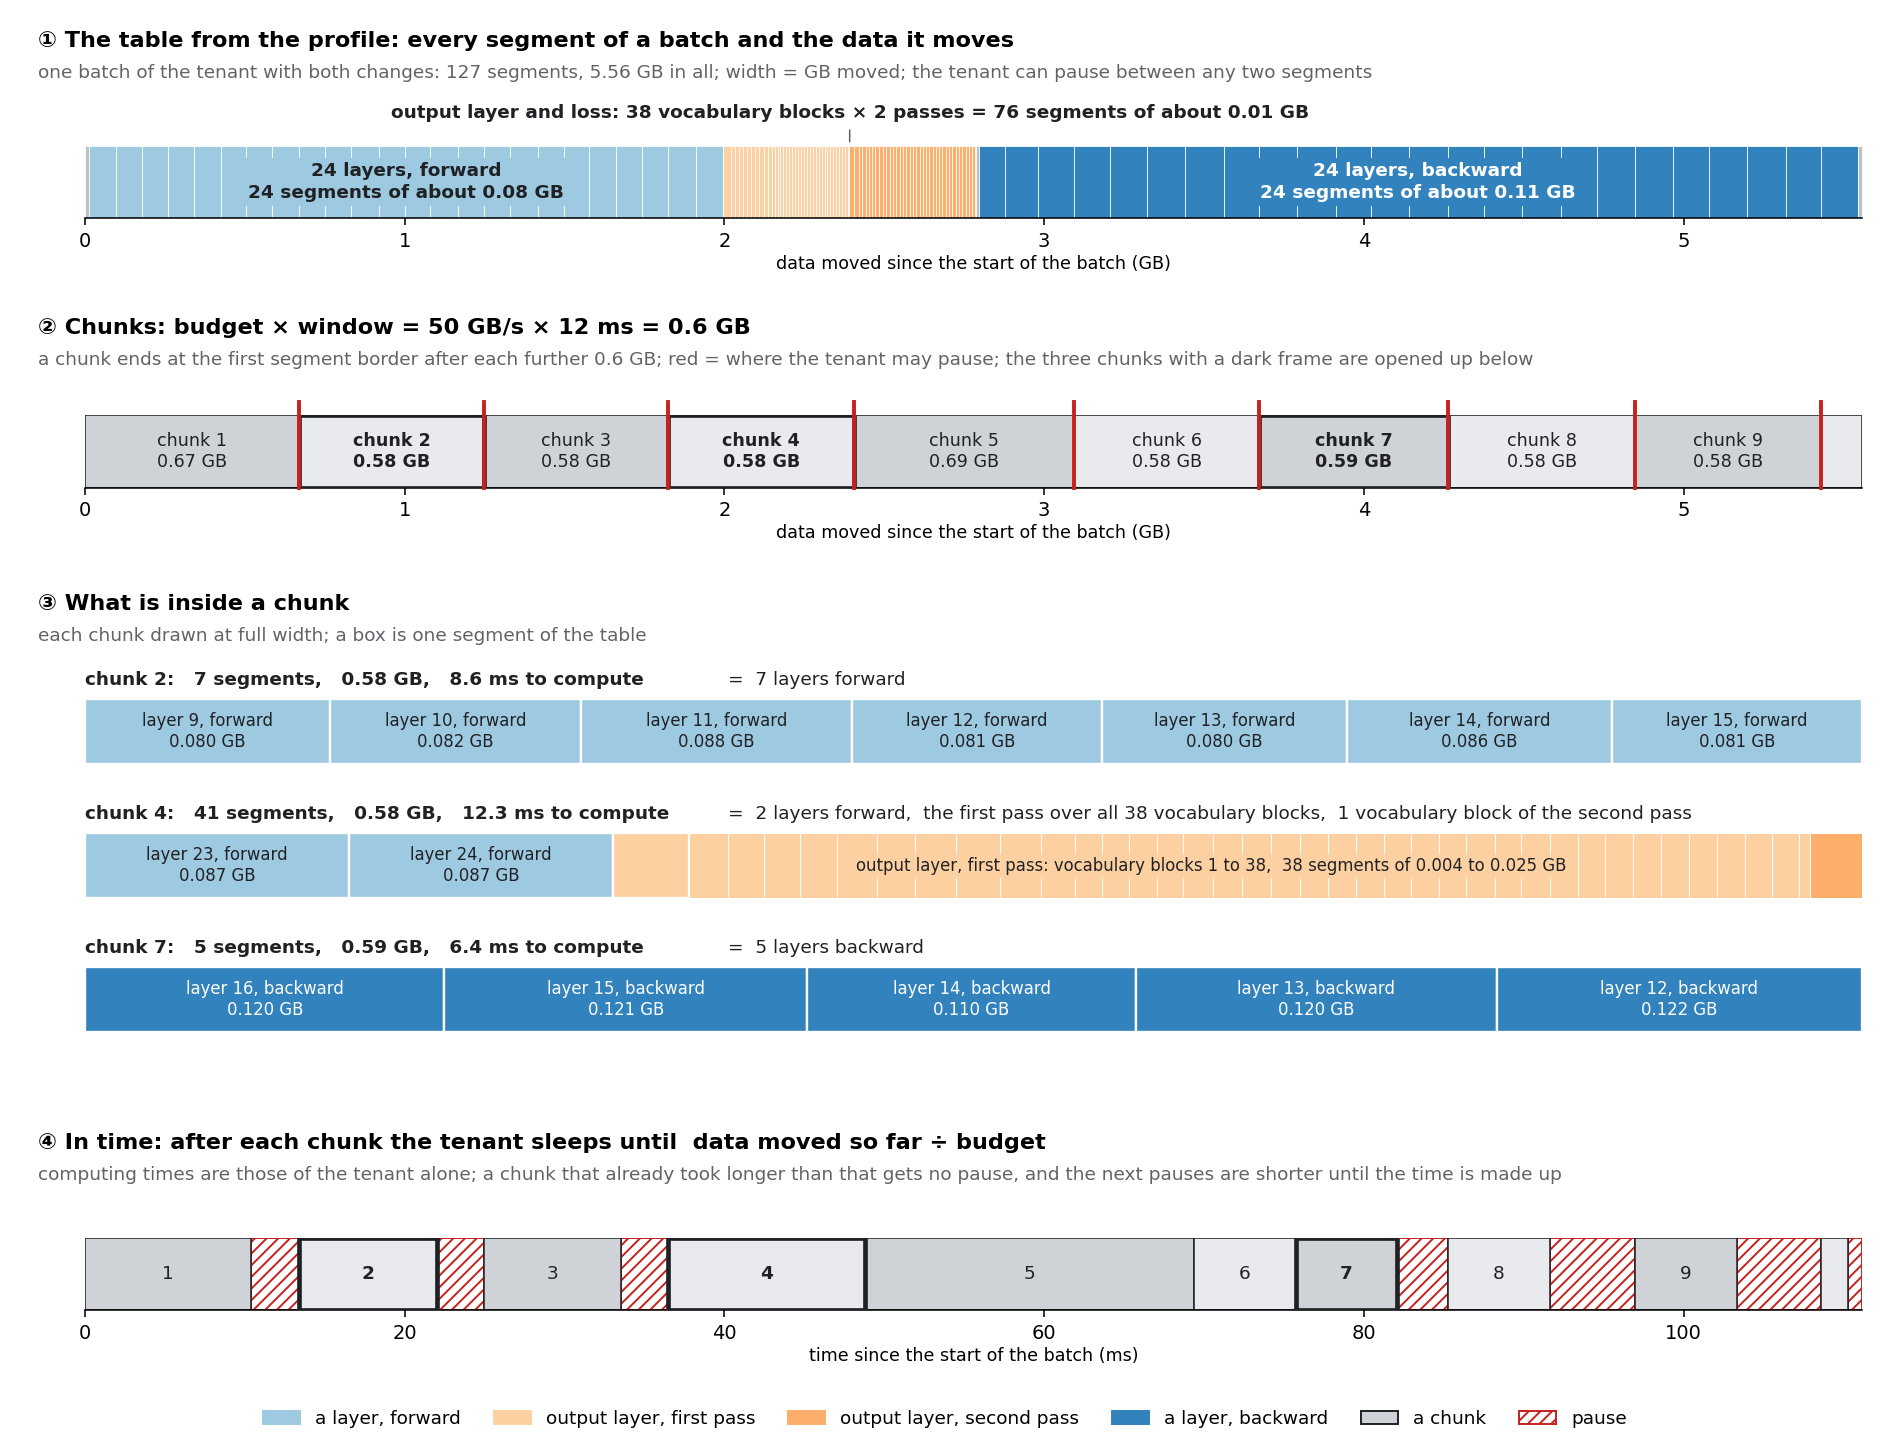 ① The table from the profile: every segment of a batch and the data it moves
one batch of the tenant with both changes: 127 segments, 5.56 GB in all; width = GB moved; the tenant can pause between any two segments
output layer and loss: 38 vocabulary blocks × 2 passes = 76 segments of about 0.01 GB
24 layers, forward
24 segments of about 0.08 GB
24 layers, backward
24 segments of about 0.11 GB
0 1 2 3 4 5
data moved since the start of the batch (GB)
② Chunks: budget × window = 50 GB/s × 12 ms = 0.6 GB
a chunk ends at the first segment border after each further 0.6 GB; red = where the tenant may pause; the three chunks with a dark frame are opened up below
chunk 1
0.67 GB
chunk 2
0.58 GB
chunk 3
0.58 GB
chunk 4
0.58 GB
chunk 5
0.69 GB
chunk 6
0.58 GB
chunk 7
0.59 GB
chunk 8
0.58 GB
chunk 9
0.58 GB
0 1 2 3 4 5
data moved since the start of the batch (GB)
③ What is inside a chunk
each chunk drawn at full width; a box is one segment of the table
chunk 2: 7 segments, 0.58 GB, 8.6 ms to compute = 7 layers forward
layer 9, forward
0.080 GB
layer 10, forward
0.082 GB
layer 11, forward
0.088 GB
layer 12, forward
0.081 GB
layer 13, forward
0.080 GB
layer 14, forward
0.086 GB
layer 15, forward
0.081 GB
chunk 4: 41 segments, 0.58 GB, 12.3 ms to compute = 2 layers forward, the first pass over all 38 vocabulary blocks, 1 vocabulary block of the second pass
layer 23, forward
0.087 GB
layer 24, forward
0.087 GB
output layer, first pass: vocabulary blocks 1 to 38, 38 segments of 0.004 to 0.025 GB
chunk 7: 5 segments, 0.59 GB, 6.4 ms to compute = 5 layers backward
layer 16, backward
0.120 GB
layer 15, backward
0.121 GB
layer 14, backward
0.110 GB
layer 13, backward
0.120 GB
layer 12, backward
0.122 GB
④ In time: after each chunk the tenant sleeps until data moved so far ÷ budget
computing times are those of the tenant alone; a chunk that already took longer than that gets no pause, and the next pauses are shorter until the time is made up
1 2 3 4 5 6 7 8 9
0 20 40 60 80 100
time since the start of the batch (ms)
a layer, forward
output layer, first pass
output layer, second pass
a layer, backward
a chunk
pause